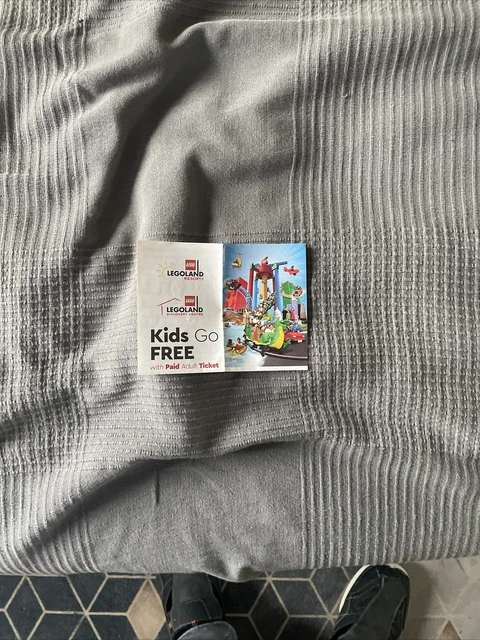 LEGO
LEGOLAND
RESORTS
LEGO
LEGOLAND
DISCOVERY CENTRE
Kids Go
FREE
with Paid Adult Ticket